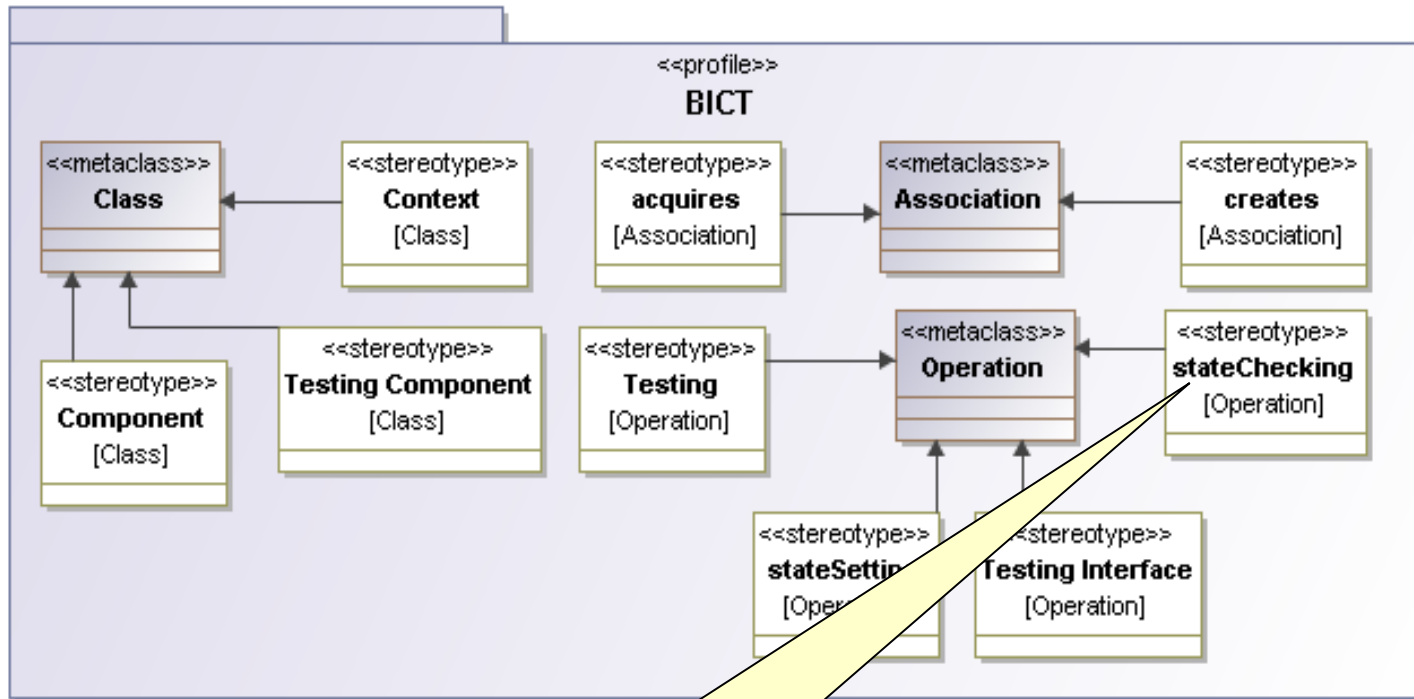 <<profile>>
BICT
<<metaclass>>
Class
<<stereotype>>
Context
[Class]
<<stereotype>>
acquires
[Association]
<<metaclass>>
Association
<<stereotype>>
creates
[Association]
<<stereotype>>
Component
[Class]
<<stereotype>>
Testing Component
[Class]
<<stereotype>>
Testing
[Operation]
<<metaclass>>
Operation
<<stereotype>>
stateChecking
[Operation]
<<stereotype>>
<<stereotype>>
Testing Interface
[Operation]